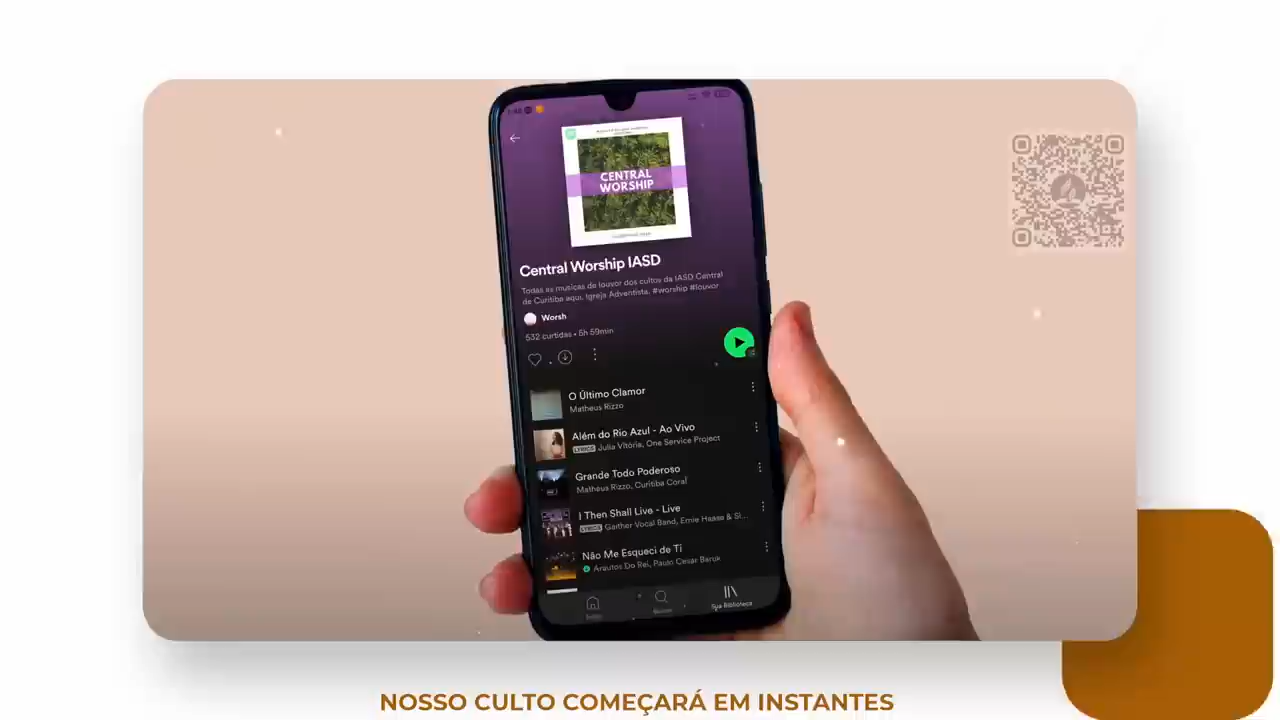 CENTRAL
WORSHIP
Central Worship IASD
Todas as musicas de louvor dos cultos da IASD Central
de Curitiba aqui. Igreja Adventista. #worship #louvor
Worsh
532 curtidas • 5h 59min
O Último Clamor
Matheus Rizzo
Além do Rio Azul - Ao Vivo
LYRICS Julia Vitória, One Service Project
Grande Todo Poderoso
Matheus Rizzo, Curitiba Coral
I Then Shall Live - Live
LYRICS Gaither Vocal Band, Ernie Haase & Si...
Não Me Esqueci de Ti
Arautos Do Rei, Paulo Cesar Baruk
Buscar
Sua Biblioteca
NOSSO CULTO COMEÇARÁ EM INSTANTES